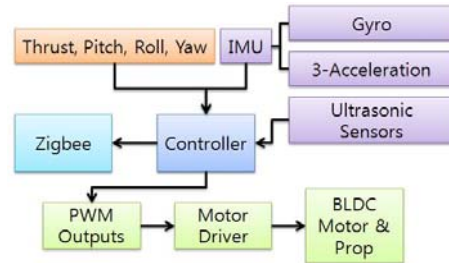 Thrust, Pitch, Roll, Yaw
IMU
Gyro
3-Acceleration
Zigbee
Controller
Ultrasonic
Sensors
PWM
Outputs
Motor
Driver
BLDC
Motor &
Prop